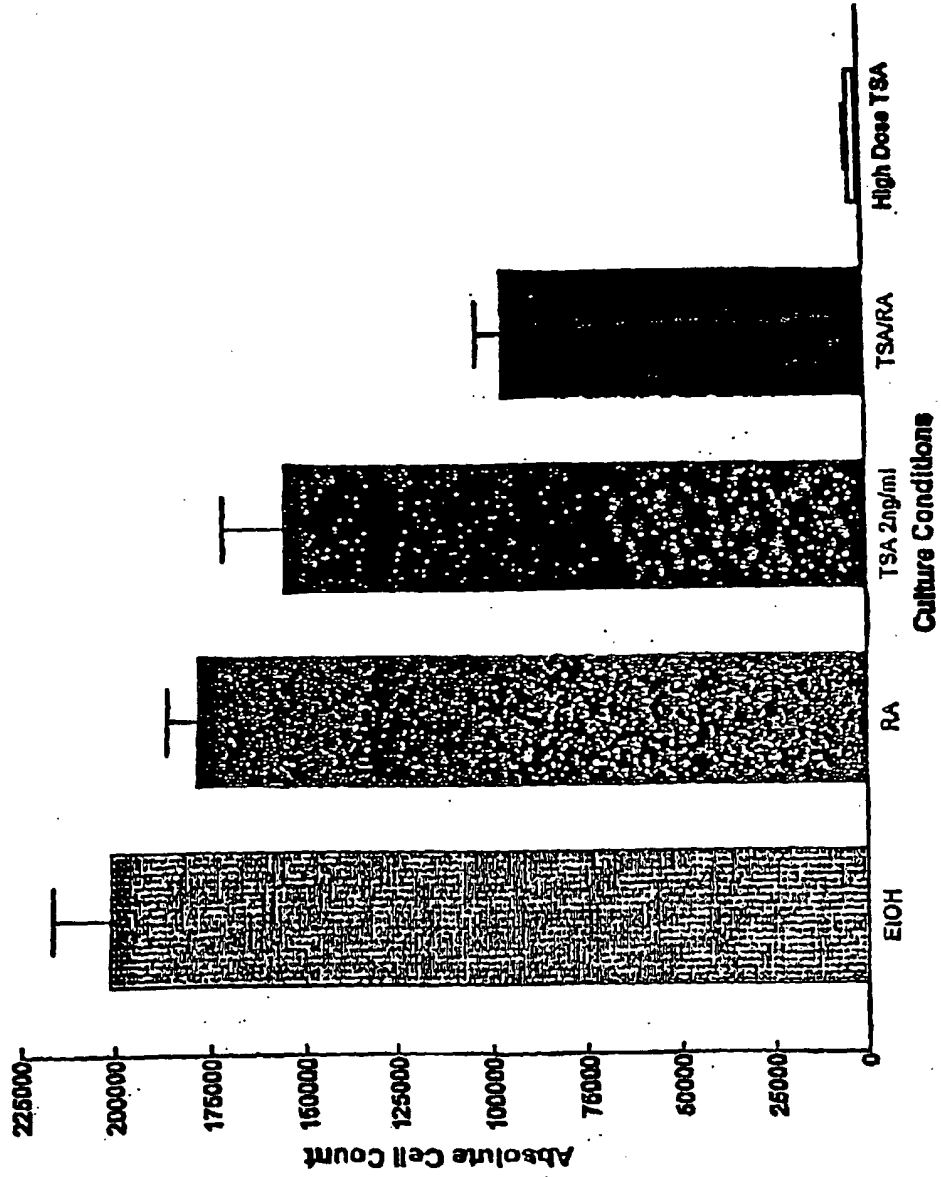 225000
200000
175000
150000
125000
100000
75000
50000
25000
0
Absolute Cell Count
EtOH
RA
TSA 2ng/ml
TSA/RA
High Dose TSA
Culture Conditions